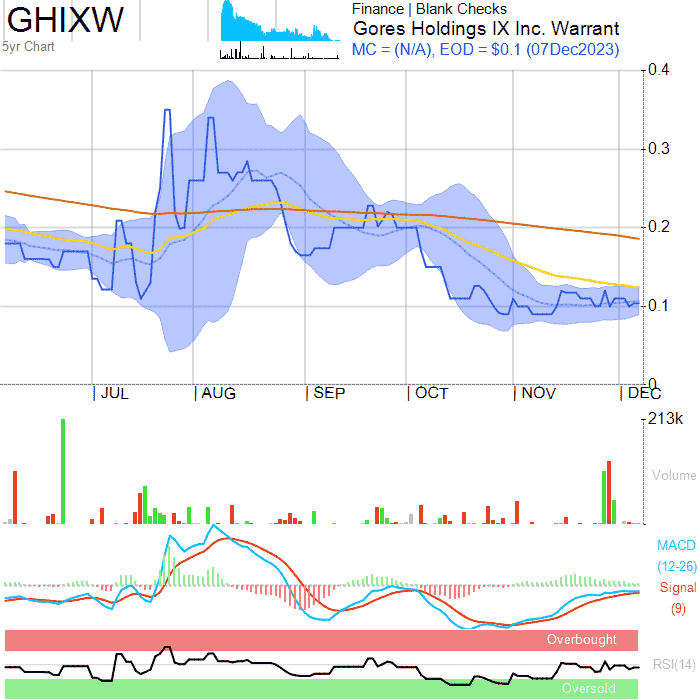 GHIXW
5yr Chart
Finance | Blank Checks
Gores Holdings IX Inc. Warrant
MC = (N/A), EOD = $0.1 (07Dec2023)
0.4
0.3
0.2
0.1
0
JUL AUG SEP OCT NOV DEC
213k
Volume
MACD
(12-26)
Signal
(9)
Overbought
RSI(14)
Oversold